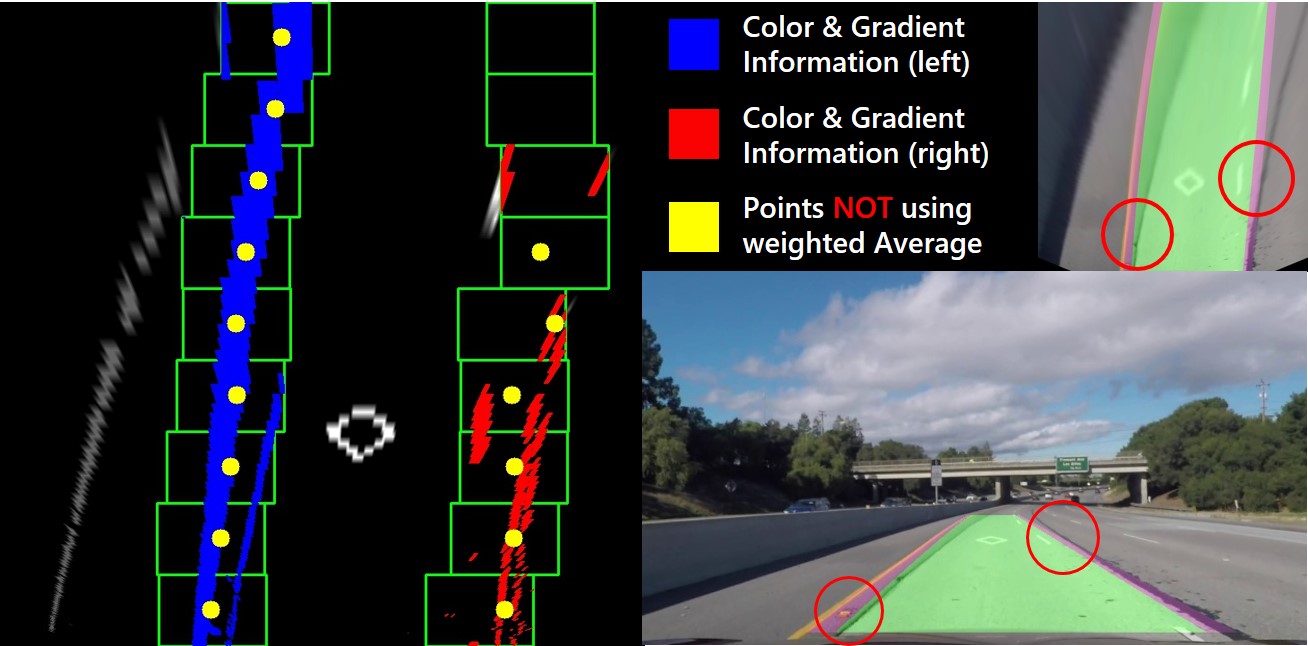 Color & Gradient
Information (left)
Color & Gradient
Information (right)
Points NOT using
weighted Average